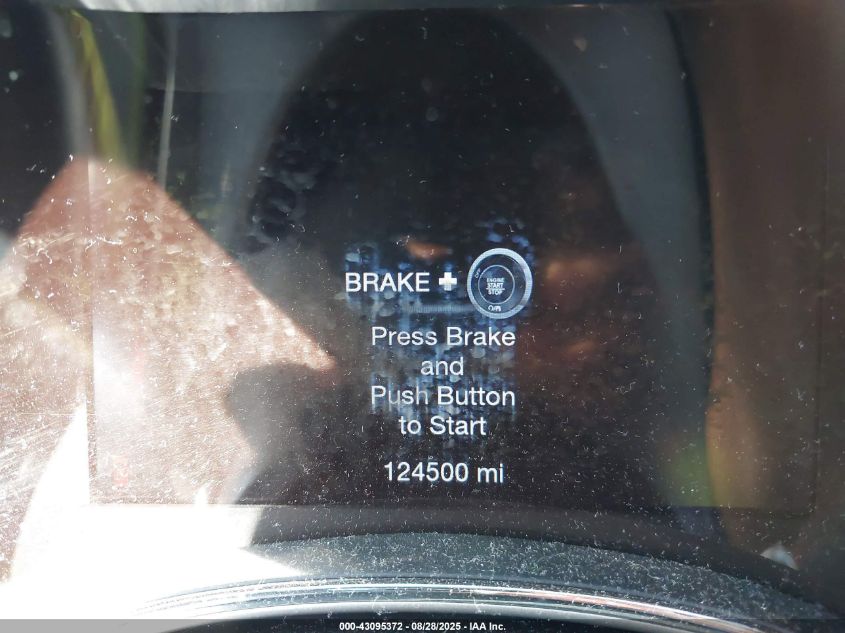 BRAKE +
ENGINE
START
STOP
Press Brake
and
Push Button
to Start
124500 mi
000-43095372 - 08/28/2025 - IAA Inc.